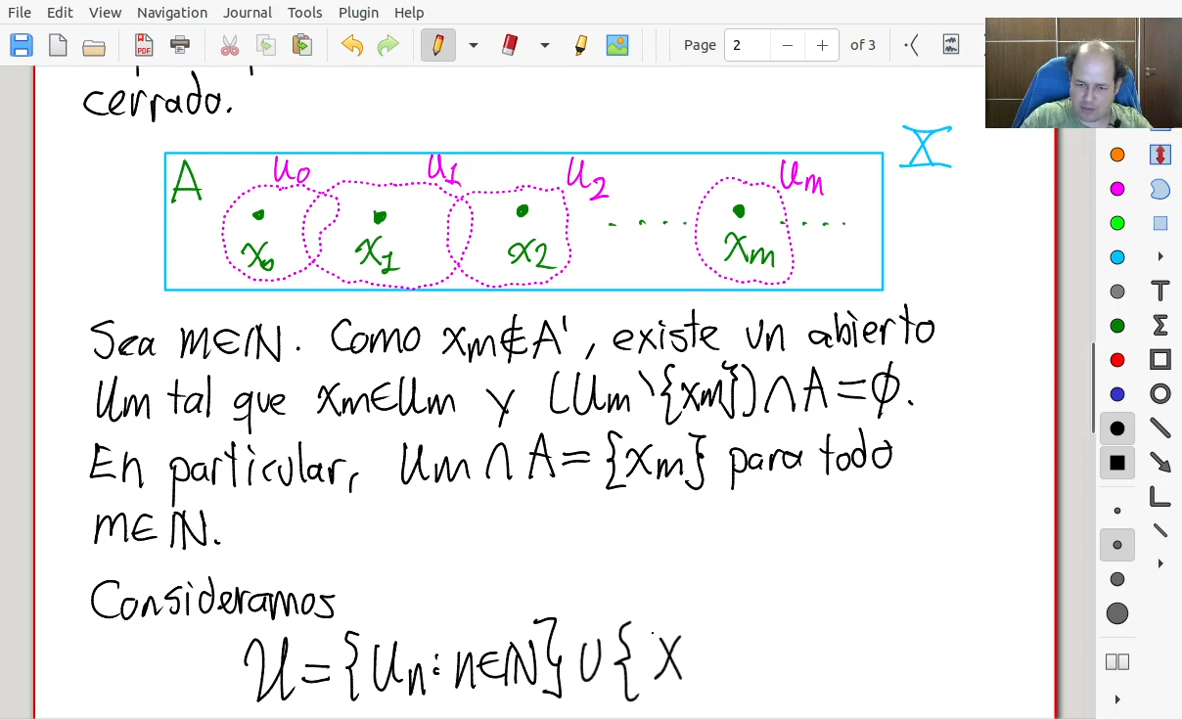 File Edit View Navigation Journal Tools Plugin Help
Page 2 of 3
cerrado.
X
A U0 U1 U2 Um
x0 x1 x2 . . . . xm . . . .
Sea m∈ℕ. Como xm∉A', existe un abierto
Um tal que xm∈Um y (Um \ {xm})∩A=∅.
En particular, Um∩A={xm} para todo
m∈ℕ.
Consideramos
𝒰={Un: n∈ℕ}∪{X